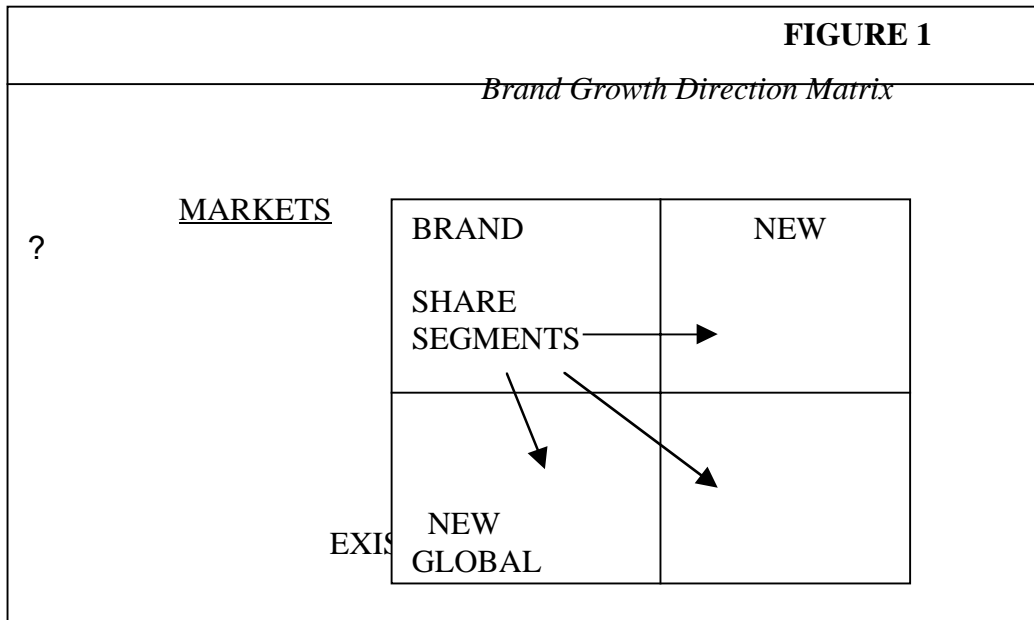 FIGURE 1
Brand Growth Direction Matrix
MARKETS
?
BRAND
NEW
SHARE
SEGMENTS
NEW
EXIS
GLOBAL